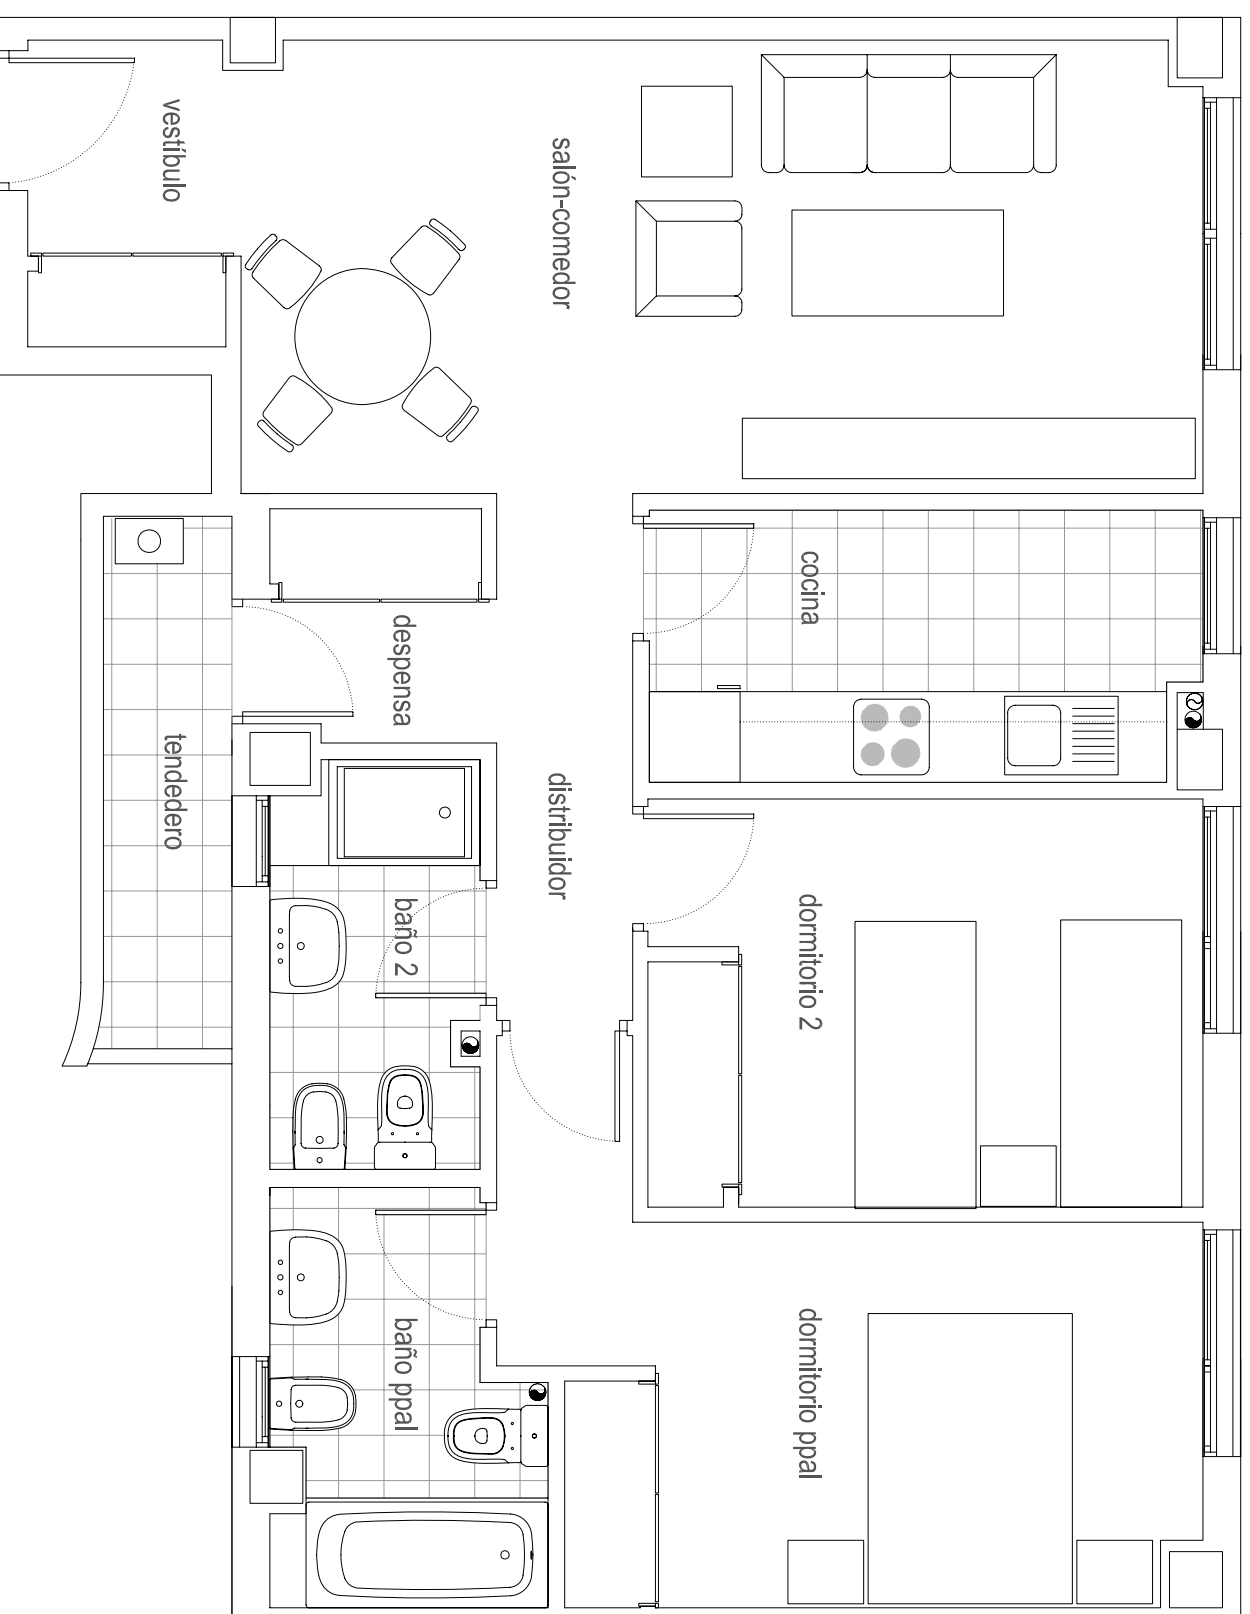 vestíbulo
salón-comedor
cocina
despensa
tendedero
distribuidor
baño 2
dormitorio 2
baño ppal
dormitorio ppal